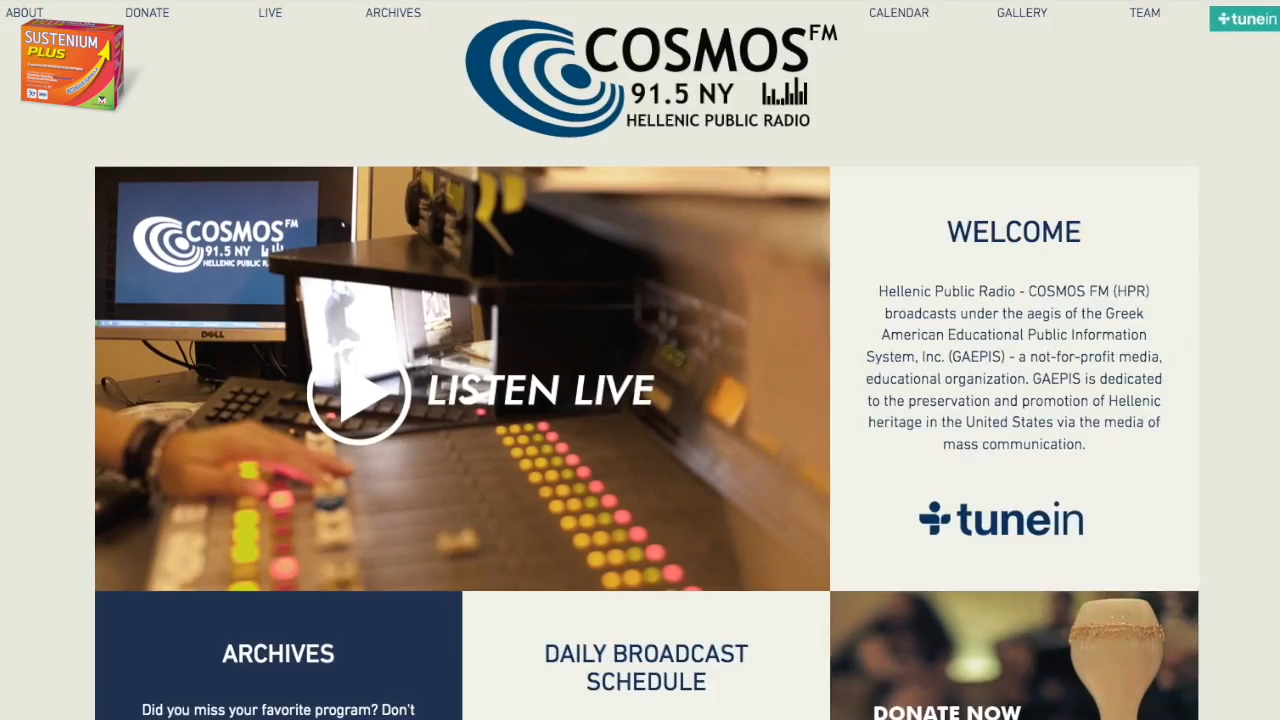 ABOUT
DONATE
LIVE
ARCHIVES
CALENDAR
GALLERY
TEAM
tunein
SUSTENIUM
PLUS
COSMOS FM
91.5 NY
HELLENIC PUBLIC RADIO
COSMOS FM
91.5 NY
HELLENIC PUBLIC
DELL
LISTEN LIVE
WELCOME
Hellenic Public Radio - COSMOS FM (HPR)
broadcasts under the aegis of the Greek
American Educational Public Information
System, Inc. (GAEPIS) - a not-for-profit media,
educational organization. GAEPIS is dedicated
to the preservation and promotion of Hellenic
heritage in the United States via the media of
mass communication.
tunein
ARCHIVES
Did you miss your favorite program? Don't
DAILY BROADCAST
SCHEDULE
DONATE NOW